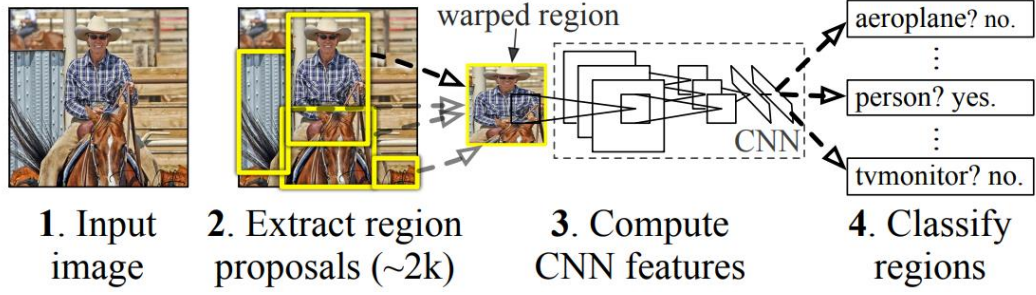 warped region
aeroplane? no.
person? yes.
CNN
tvmonitor? no.
1. Input
image
2. Extract region
proposals (~2k)
3. Compute
CNN features
4. Classify
regions